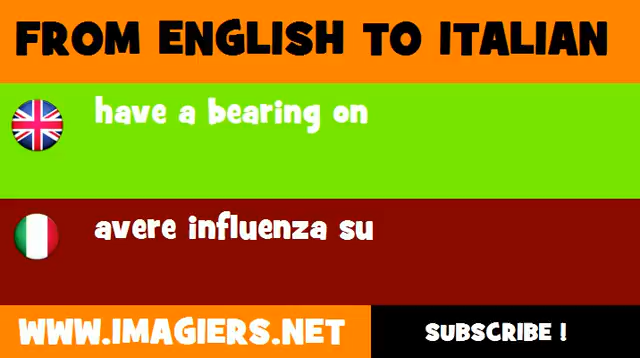 FROM ENGLISH TO ITALIAN
have a bearing on
avere influenza su
WWW.IMAGIERS.NET
SUBSCRIBE !